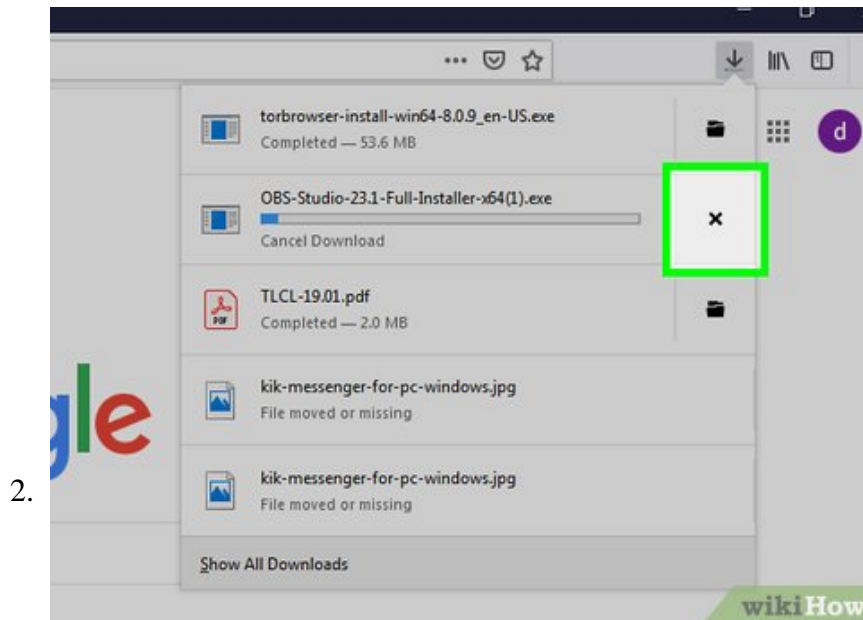 d
torbrowser-install-win64-8.0.9_en-US.exe
Completed — 53.6 MB
OBS-Studio-23.1-Full-Installer-x64(1).exe
Cancel Download
TLCL-19.01.pdf
PDF
Completed — 2.0 MB
kik-messenger-for-pc-windows.jpg
File moved or missing
gle
kik-messenger-for-pc-windows.jpg
2.
File moved or missing
Show All Downloads
wikiHow